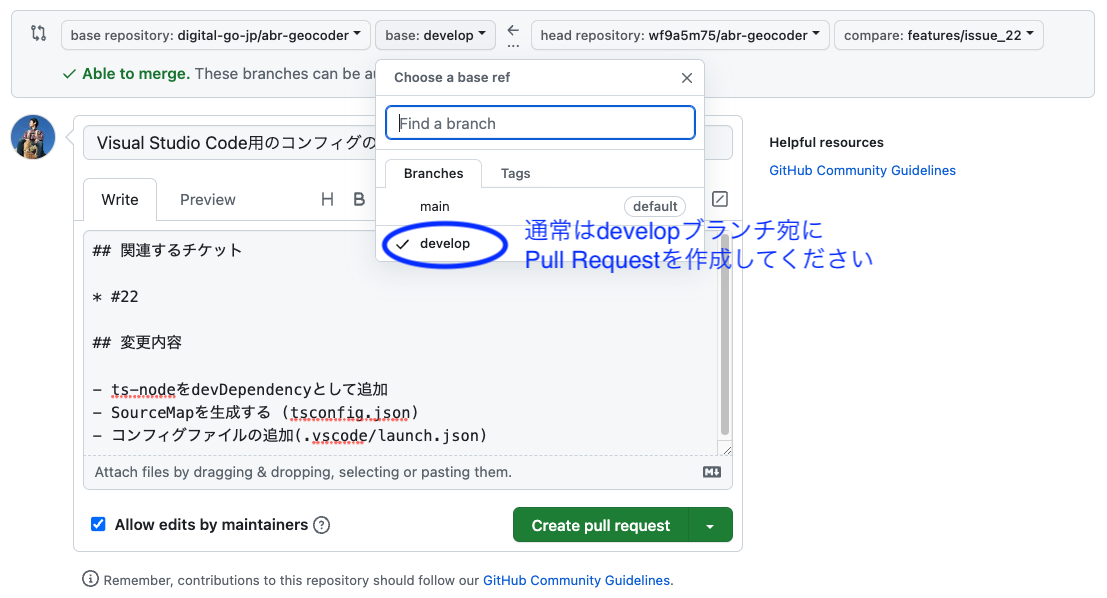 base repository: digital-go-jp/abr-geocoder
base: develop
head repository: wf9a5m75/abr-geocoder
compare: features/issue_22
Able to merge. These branches can be au
Choose a base ref
Find a branch
Branches
Tags
main
default
develop
通常はdevelopブランチ宛に
Pull Requestを作成してください
Visual Studio Code用のコンフィグの
Write
Preview
H
B
## 関連するチケット
* #22
## 変更内容
- ts-nodeをdevDependencyとして追加
- SourceMapを生成する (tsconfig.json)
- コンフィグファイルの追加(.vscode/launch.json)
Attach files by dragging & dropping, selecting or pasting them.
Allow edits by maintainers
Create pull request
Helpful resources
GitHub Community Guidelines
Remember, contributions to this repository should follow our GitHub Community Guidelines.